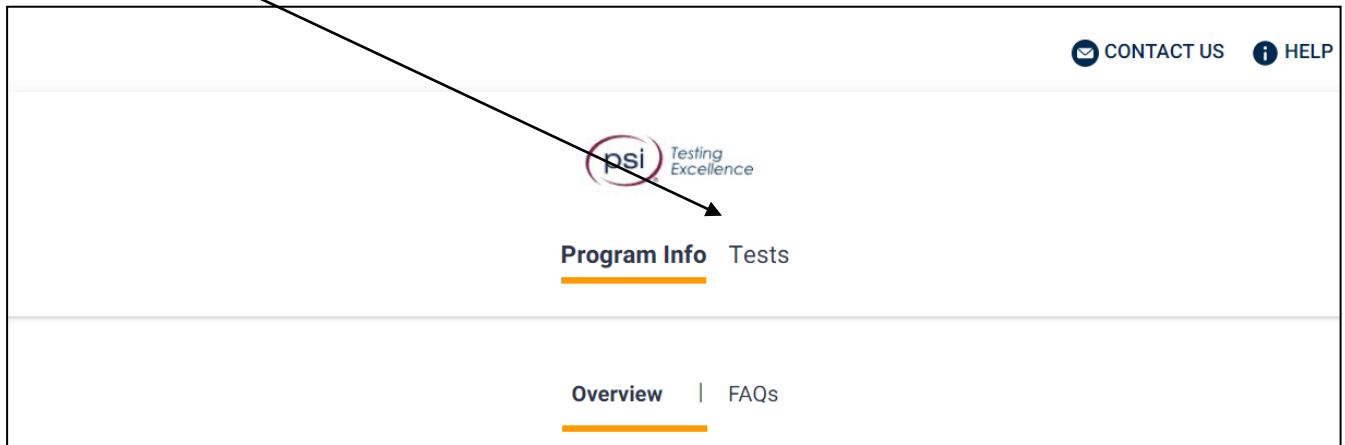 CONTACT US HELP
psi Testing
Excellence
Program Info Tests
Overview | FAQs